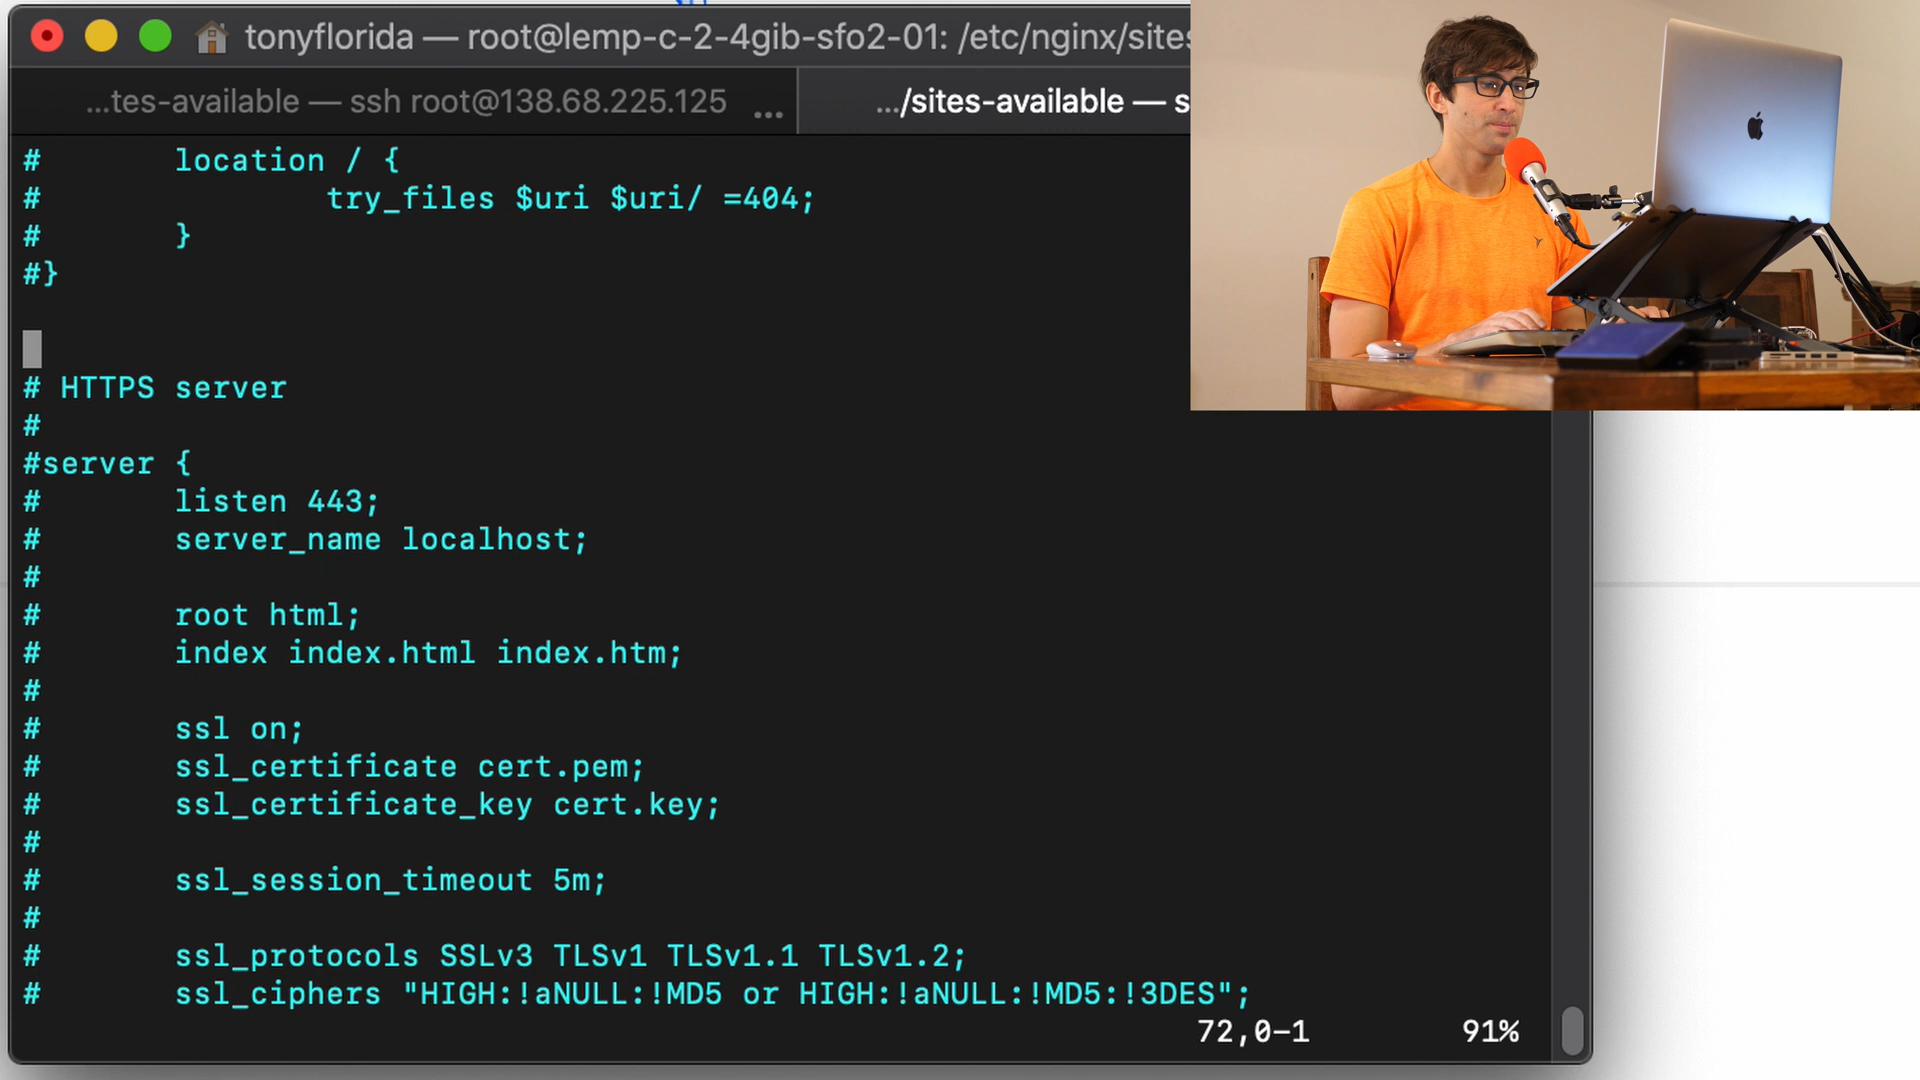 tonyflorida — root@lemp-c-2-4gib-sfo2-01: /etc/nginx/sites
...tes-available — ssh root@138.68.225.125 ...
.../sites-available — s
# location / {
# try_files $uri $uri/ =404;
# }
#}
# HTTPS server
#
#server {
# listen 443;
# server_name localhost;
#
# root html;
# index index.html index.htm;
#
# ssl on;
# ssl_certificate cert.pem;
# ssl_certificate_key cert.key;
#
# ssl_session_timeout 5m;
#
# ssl_protocols SSLv3 TLSv1 TLSv1.1 TLSv1.2;
# ssl_ciphers "HIGH:!aNULL:!MD5 or HIGH:!aNULL:!MD5:!3DES";
72,0-1 91%